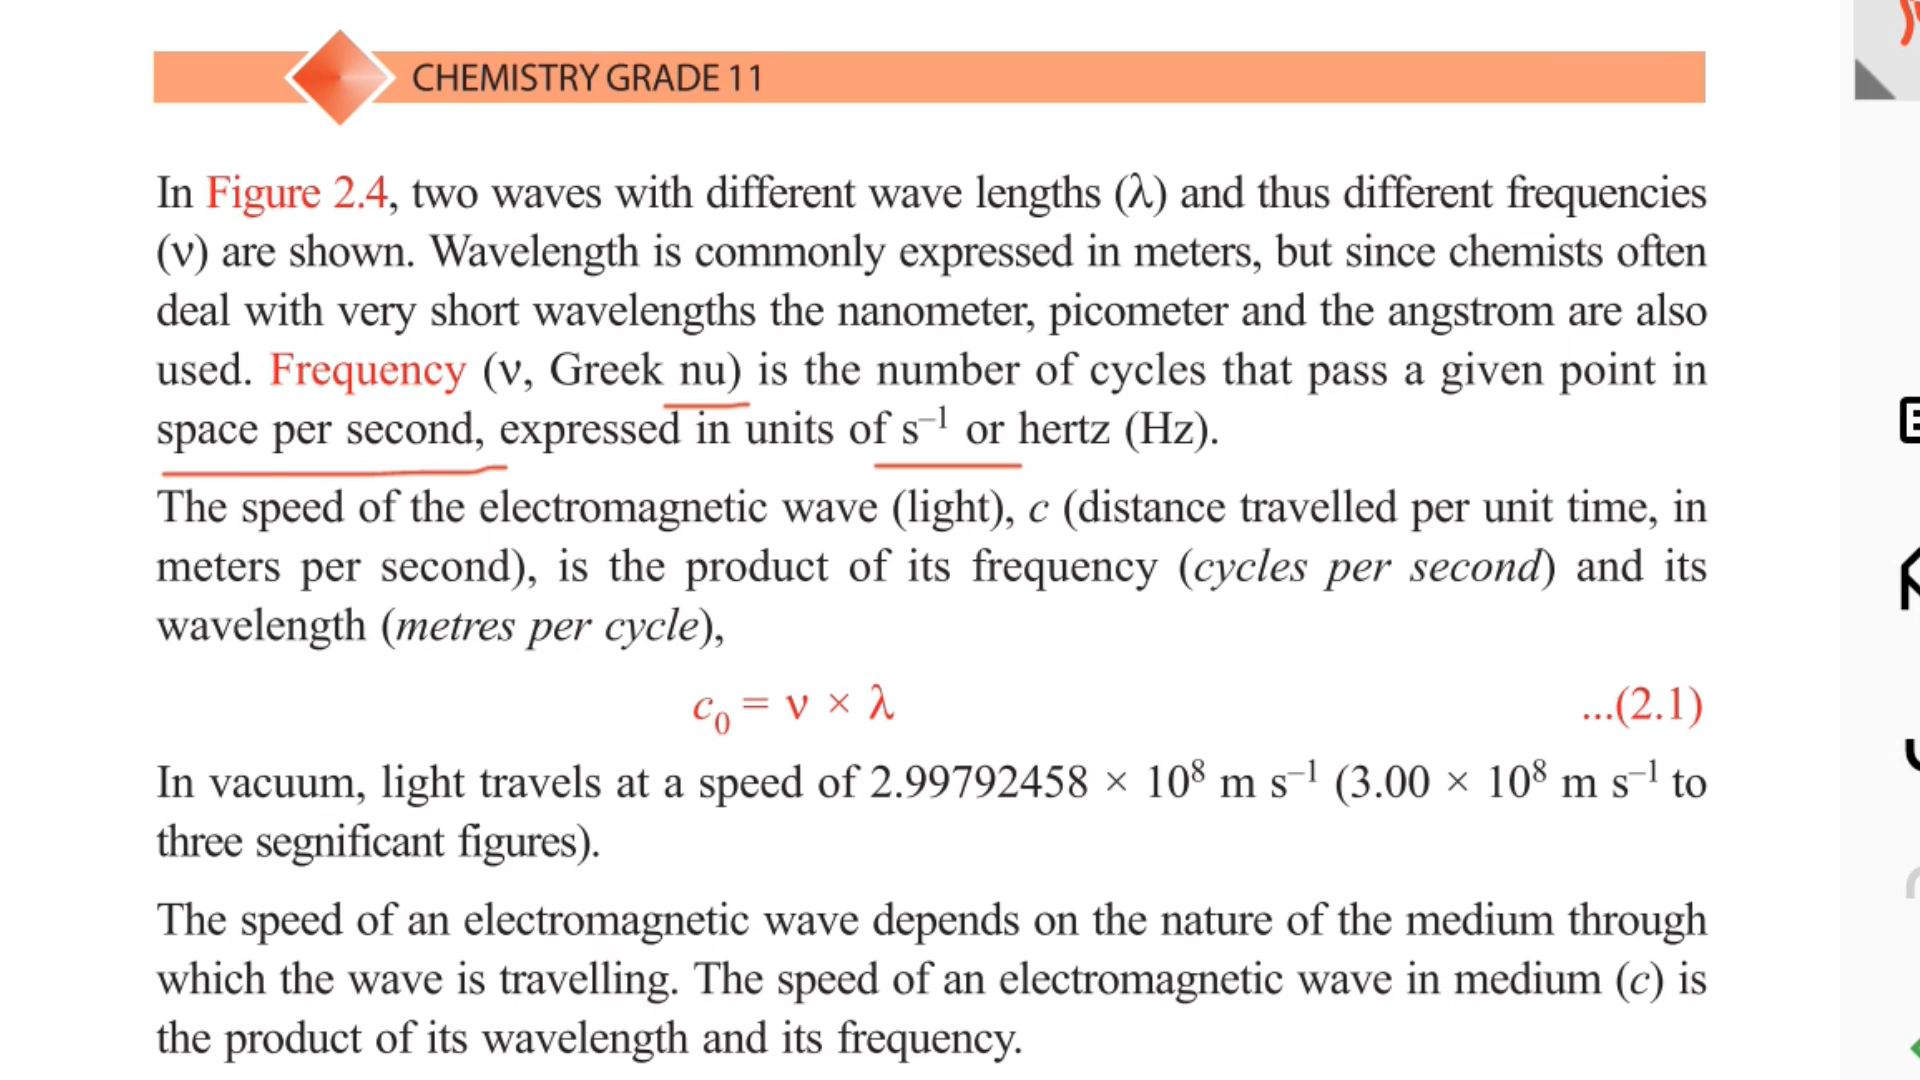 CHEMISTRY GRADE 11
In Figure 2.4, two waves with different wave lengths (λ) and thus different frequencies
(ν) are shown. Wavelength is commonly expressed in meters, but since chemists often
deal with very short wavelengths the nanometer, picometer and the angstrom are also
used. Frequency (ν, Greek nu) is the number of cycles that pass a given point in
space per second, expressed in units of s⁻¹ or hertz (Hz).
The speed of the electromagnetic wave (light), c (distance travelled per unit time, in
meters per second), is the product of its frequency (cycles per second) and its
wavelength (metres per cycle),
c₀ = ν × λ ...(2.1)
In vacuum, light travels at a speed of 2.99792458 × 10⁸ m s⁻¹ (3.00 × 10⁸ m s⁻¹ to
three segnificant figures).
The speed of an electromagnetic wave depends on the nature of the medium through
which the wave is travelling. The speed of an electromagnetic wave in medium (c) is
the product of its wavelength and its frequency.